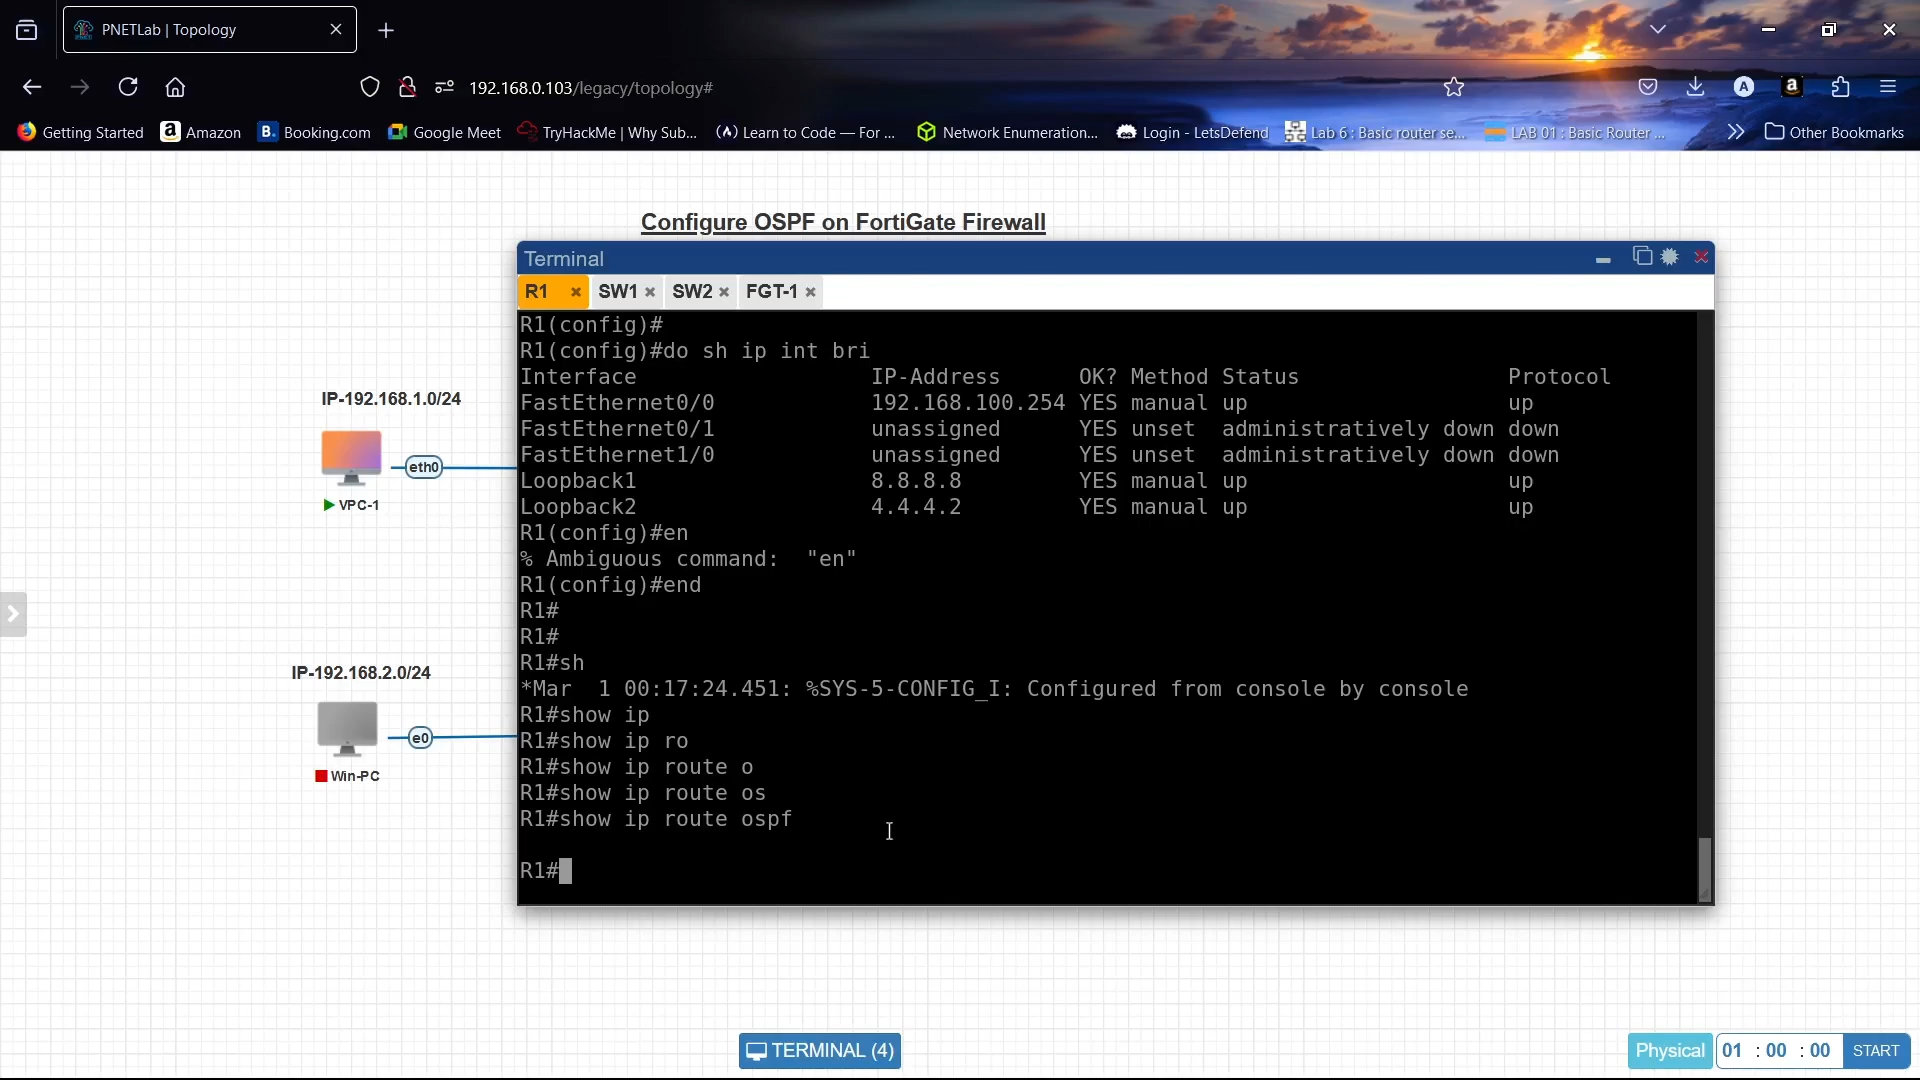 PNETLab | Topology
192.168.0.103/legacy/topology#
Getting Started
Amazon
Booking.com
Google Meet
TryHackMe | Why Sub...
Learn to Code — For ...
Network Enumeration...
Login - LetsDefend
Lab 6 : Basic router se...
LAB 01 : Basic Router ...
Other Bookmarks
Configure OSPF on FortiGate Firewall
Terminal
R1 SW1 SW2 FGT-1
R1(config)#
R1(config)#do sh ip int bri
Interface IP-Address OK? Method Status Protocol
FastEthernet0/0 192.168.100.254 YES manual up up
FastEthernet0/1 unassigned YES unset administratively down down
FastEthernet1/0 unassigned YES unset administratively down down
Loopback1 8.8.8.8 YES manual up up
Loopback2 4.4.4.2 YES manual up up
R1(config)#en
% Ambiguous command: "en"
R1(config)#end
R1#
R1#
R1#sh
*Mar 1 00:17:24.451: %SYS-5-CONFIG_I: Configured from console by console
R1#show ip
R1#show ip ro
R1#show ip route o
R1#show ip route os
R1#show ip route ospf
R1#
IP-192.168.1.0/24
eth0
VPC-1
IP-192.168.2.0/24
e0
Win-PC
TERMINAL (4)
Physical
01 : 00 : 00
START